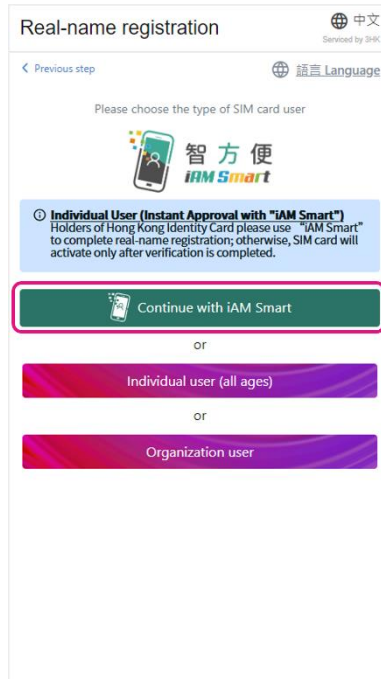 Real-name registration
中文
Serviced by 3HK
Previous step
語言 Language
Please choose the type of SIM card user
智方便
iAM Smart
Individual User (Instant Approval with "iAM Smart")
Holders of Hong Kong Identity Card please use "iAM Smart"
to complete real-name registration; otherwise, SIM card will
activate only after verification is completed.
Continue with iAM Smart
or
Individual user (all ages)
or
Organization user